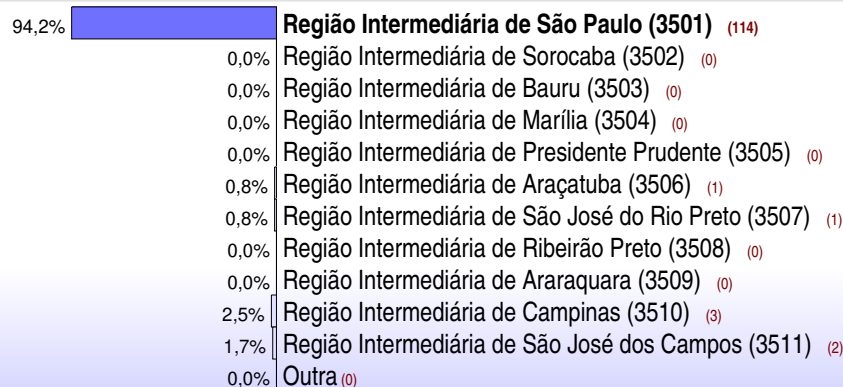 94,2% Região Intermediária de São Paulo (3501) (114)
0,0% Região Intermediária de Sorocaba (3502) (0)
0,0% Região Intermediária de Bauru (3503) (0)
0,0% Região Intermediária de Marília (3504) (0)
0,0% Região Intermediária de Presidente Prudente (3505) (0)
0,8% Região Intermediária de Araçatuba (3506) (1)
0,8% Região Intermediária de São José do Rio Preto (3507) (1)
0,0% Região Intermediária de Ribeirão Preto (3508) (0)
0,0% Região Intermediária de Araraquara (3509) (0)
2,5% Região Intermediária de Campinas (3510) (3)
1,7% Região Intermediária de São José dos Campos (3511) (2)
0,0% Outra (0)